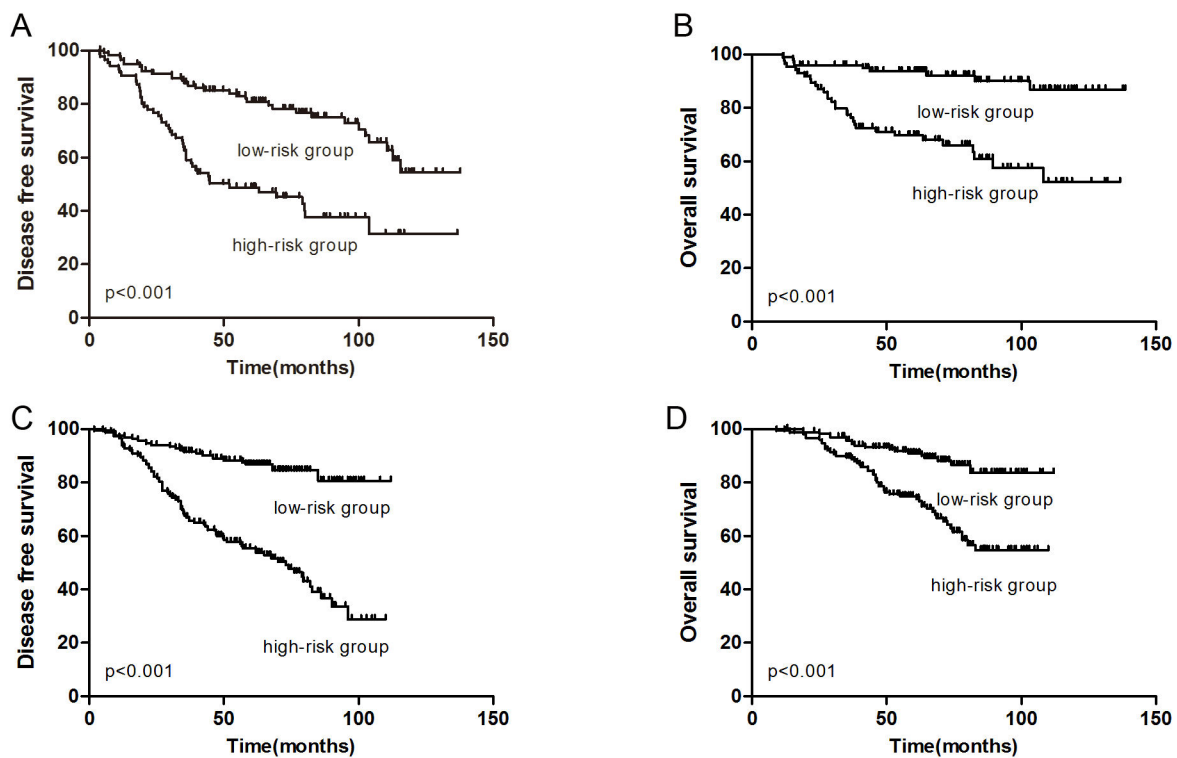 A
Disease free survival
100
80
60
40
20
0
low-risk group
high-risk group
p<0.001
0 50 100 150
Time(months)
B
Overall survival
100
80
60
40
20
0
low-risk group
high-risk group
p<0.001
0 50 100 150
Time(months)
C
Disease free survival
100
80
60
40
20
0
low-risk group
high-risk group
p<0.001
0 50 100 150
Time(months)
D
Overall survival
100
80
60
40
20
0
low-risk group
high-risk group
p<0.001
0 50 100 150
Time(months)